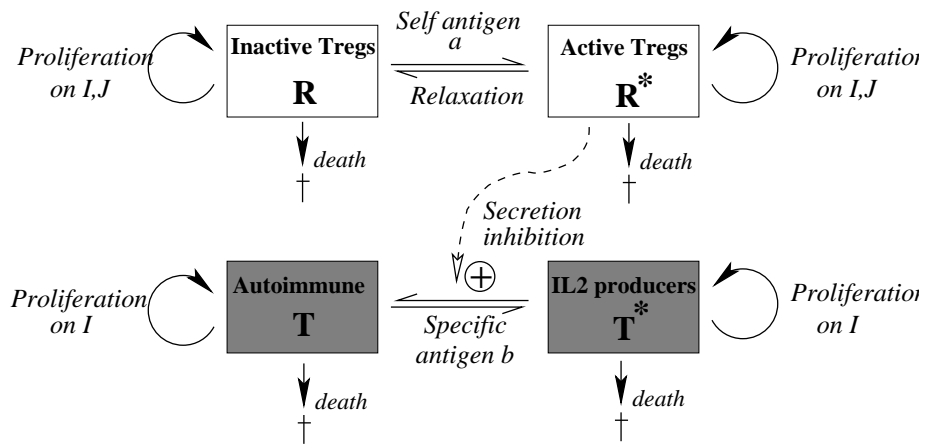 Self antigen
a
Inactive Tregs
R
Active Tregs
R*
Proliferation
on I,J
Relaxation
Proliferation
on I,J
death
†
death
†
Secretion
inhibition
+
Autoimmune
T
IL2 producers
T*
Proliferation
on I
Specific
antigen b
Proliferation
on I
death
†
death
†